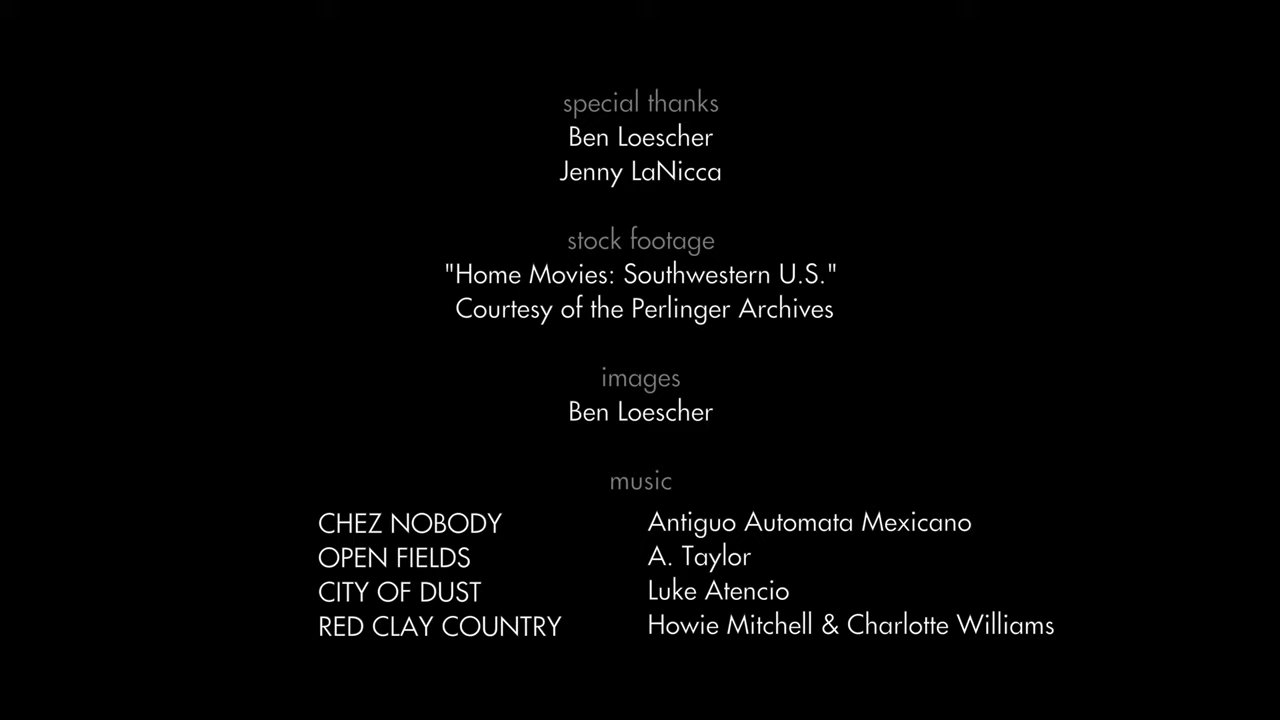 special thanks
Ben Loescher
Jenny LaNicca
stock footage
"Home Movies: Southwestern U.S."
Courtesy of the Perlinger Archives
images
Ben Loescher
music
CHEZ NOBODY Antiguo Automata Mexicano
OPEN FIELDS A. Taylor
CITY OF DUST Luke Atencio
RED CLAY COUNTRY Howie Mitchell & Charlotte Williams